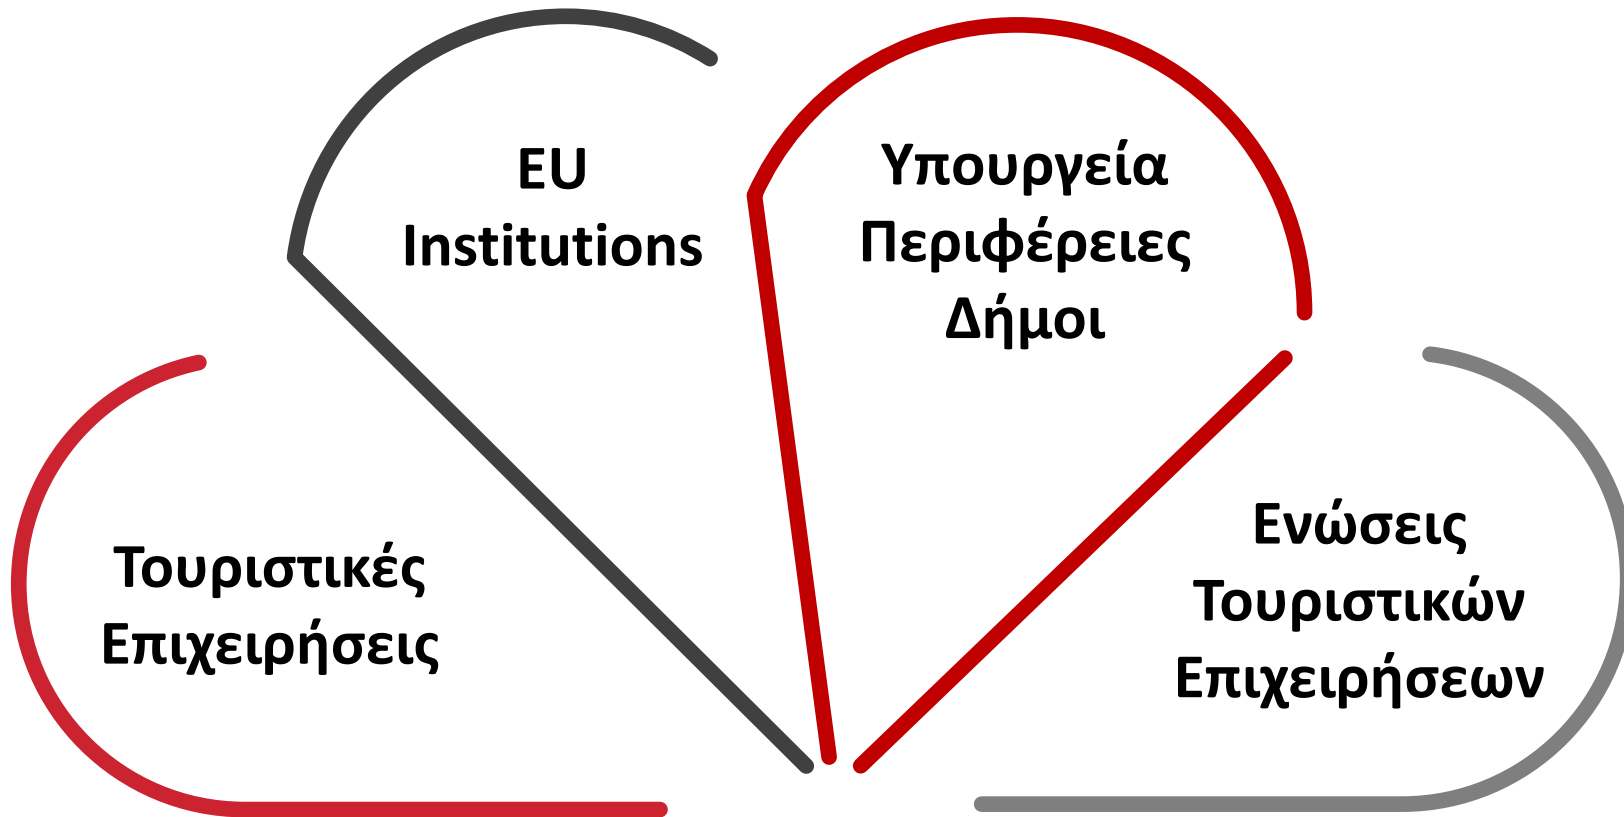 EU
Institutions
Υπουργεία
Περιφέρειες
Δήμοι
Τουριστικές
Επιχειρήσεις
Ενώσεις
Τουριστικών
Επιχειρήσεων